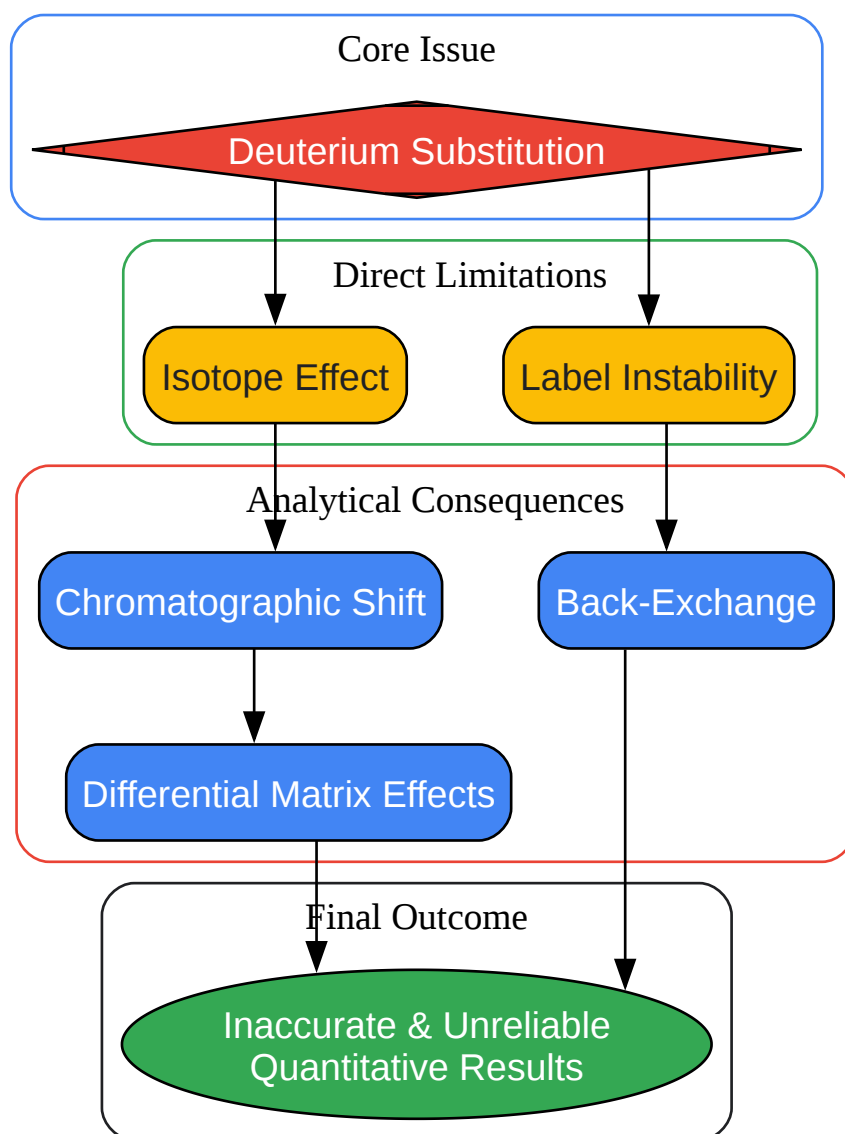 Core Issue
Deuterium Substitution
Direct Limitations
Isotope Effect
Label Instability
Analytical Consequences
Chromatographic Shift
Back-Exchange
Differential Matrix Effects
Final Outcome
Inaccurate & Unreliable
Quantitative Results